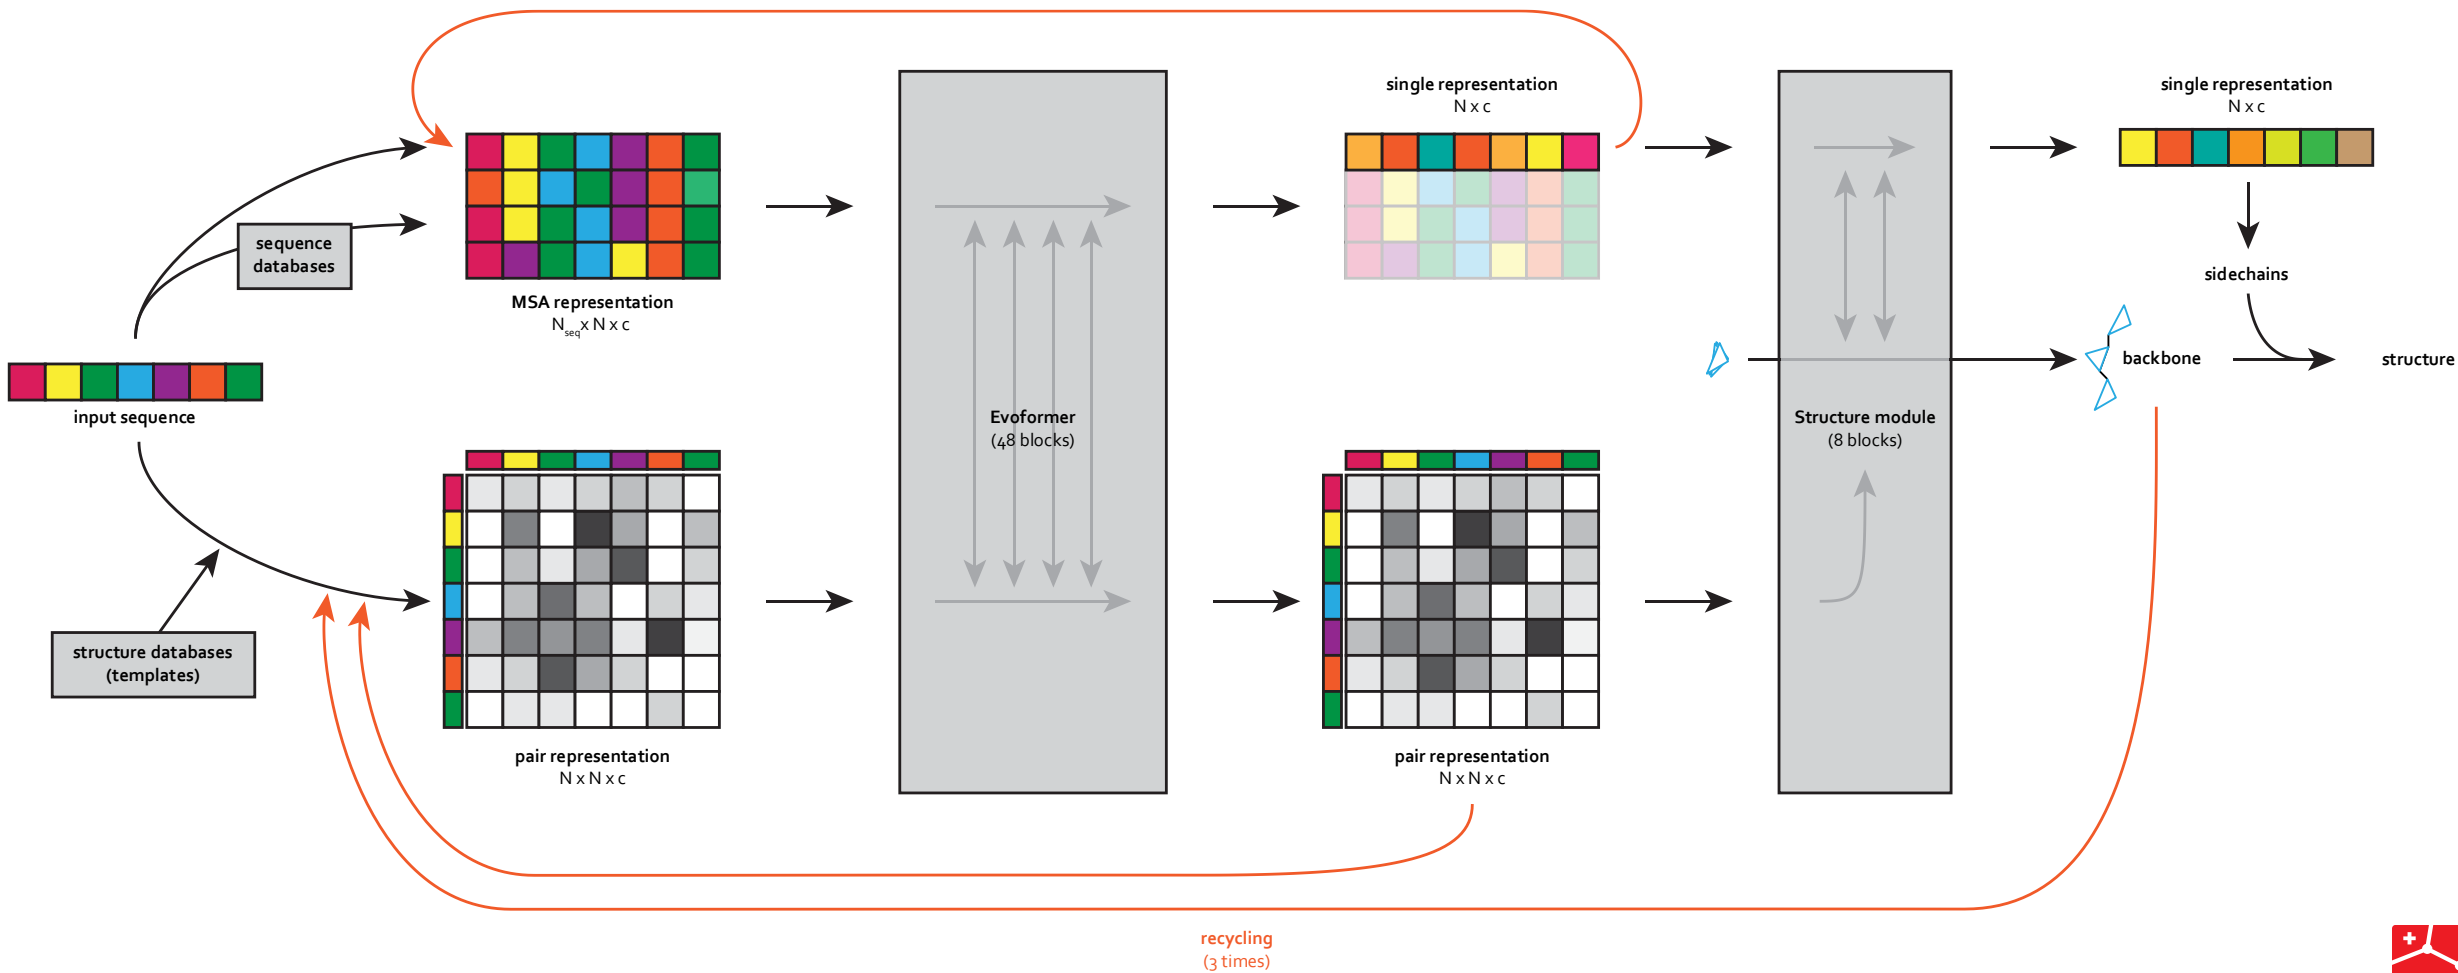 single representation
N x c
single representation
N x c
sequence
databases
MSA representation
Nseq x N x c
sidechains
input sequence
backbone
structure
Evoformer
(48 blocks)
Structure module
(8 blocks)
structure databases
(templates)
pair representation
N x N x c
pair representation
N x N x c
recycling
(3 times)